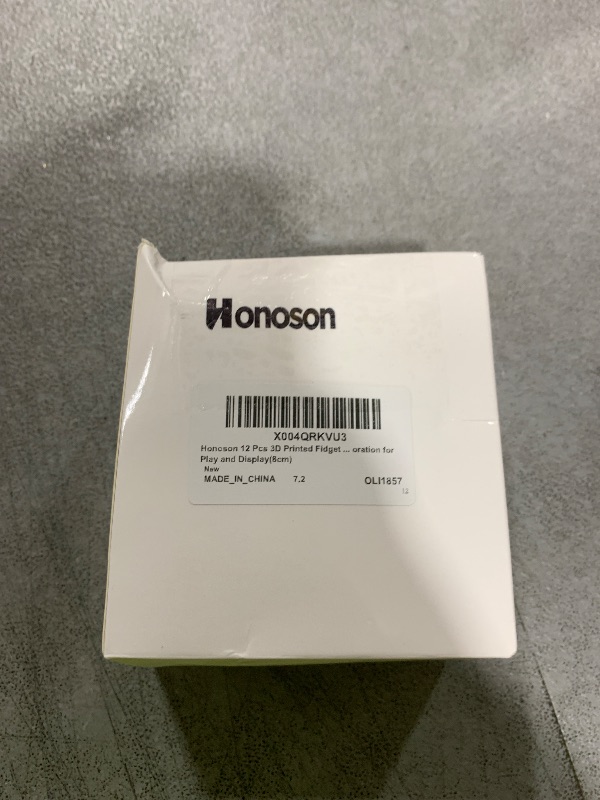 Honoson
X004QRKVU3
Honoson 12 Pcs 3D Printed Fidget ... oration for
Play and Display(8cm)
New
MADE_IN_CHINA 7.2 OLI1857
12